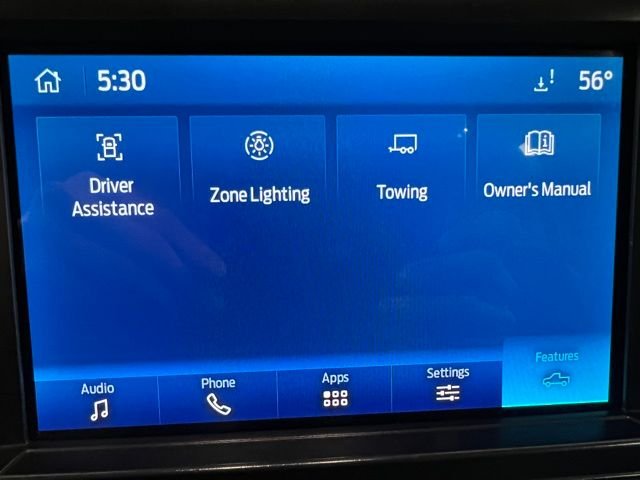 5:30 56°
Driver
Assistance
Zone Lighting
Towing
Owner's Manual
Audio
Phone
Apps
Settings
Features